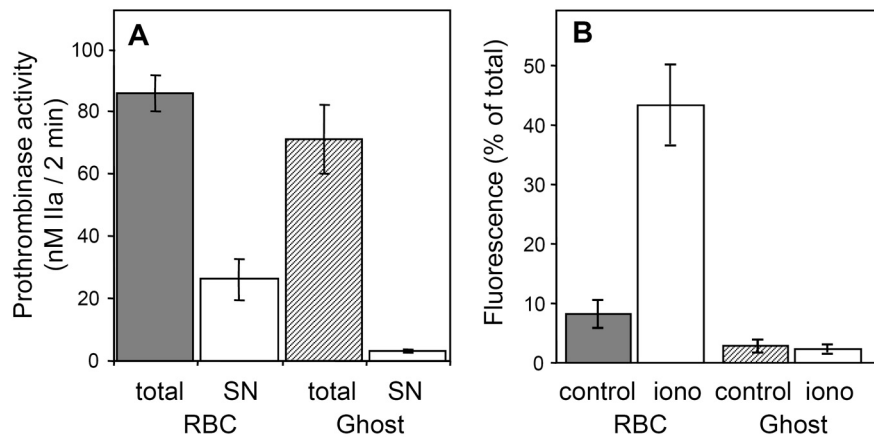 A
Prothrombinase activity
(nM IIa / 2 min)
100
80
60
40
20
0
total SN total SN
RBC Ghost
B
Fluorescence (% of total)
50
40
30
20
10
0
control iono control iono
RBC Ghost